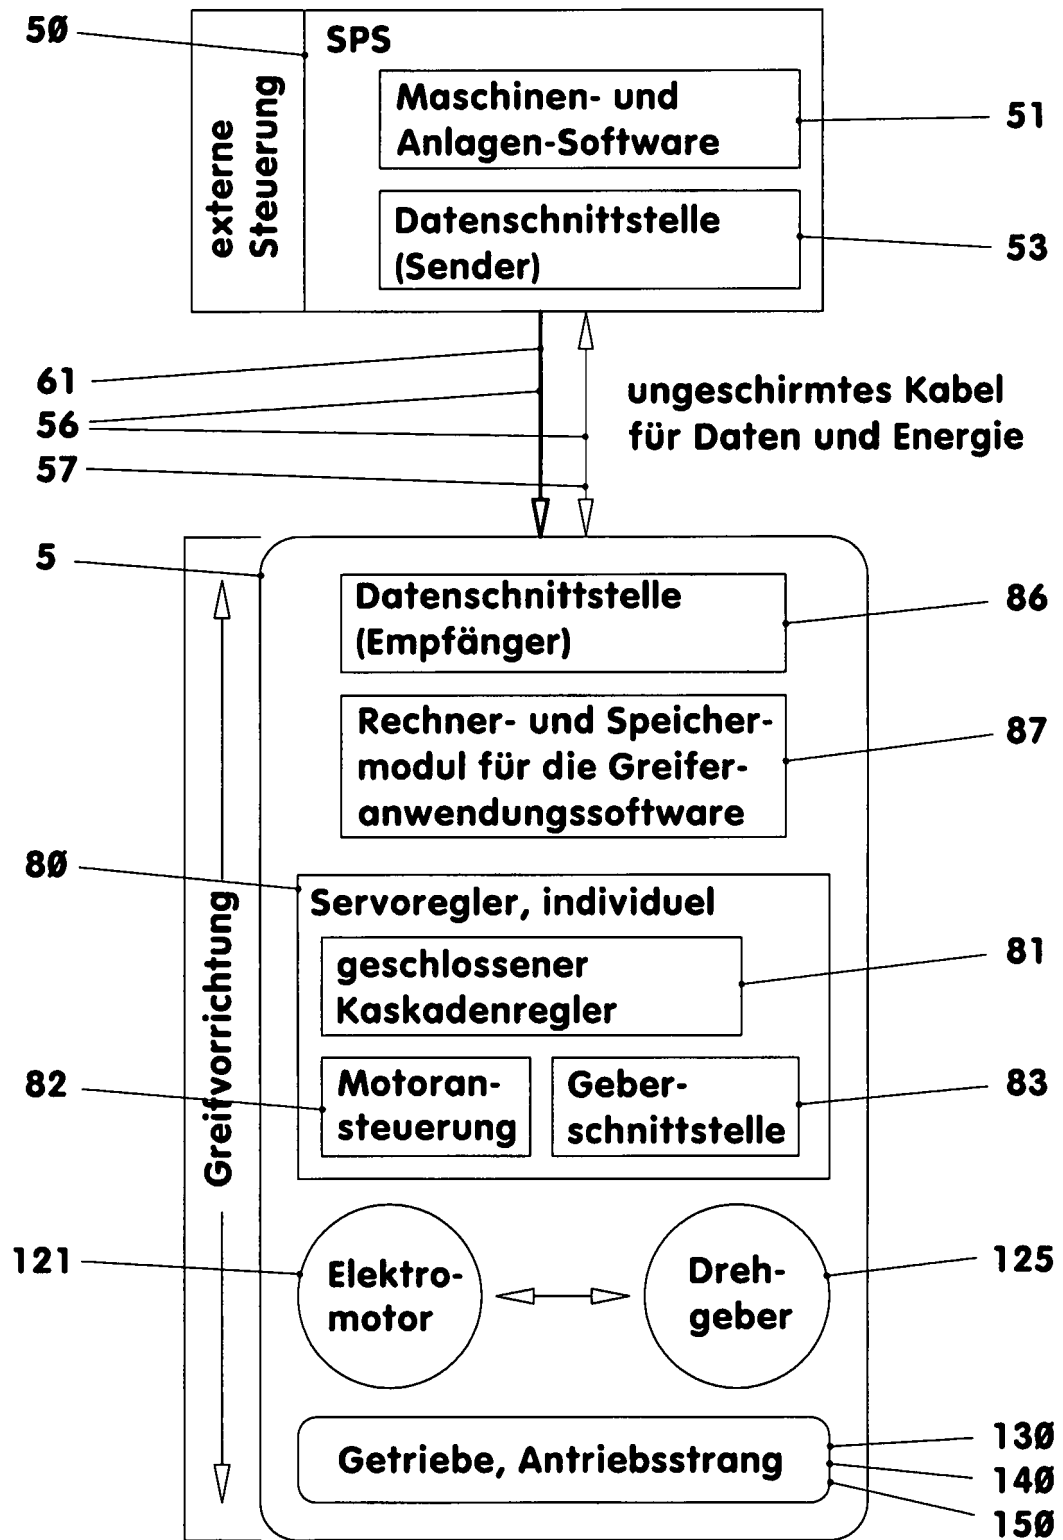 50
SPS
externe
Steuerung
Maschinen- und
Anlagen-Software
51
Datenschnittstelle
(Sender)
53
61
56
57
ungeschirmtes Kabel
für Daten und Energie
5
Greifvorrichtung
Datenschnittstelle
(Empfänger)
86
Rechner- und Speicher-
modul für die Greifer-
anwendungssoftware
87
80
Servoregler, individuel
geschlossener
Kaskadenregler
81
82
Motoran-
steuerung
Geber-
schnittstelle
83
121
Elektro-
motor
Dreh-
geber
125
Getriebe, Antriebsstrang
130
140
150